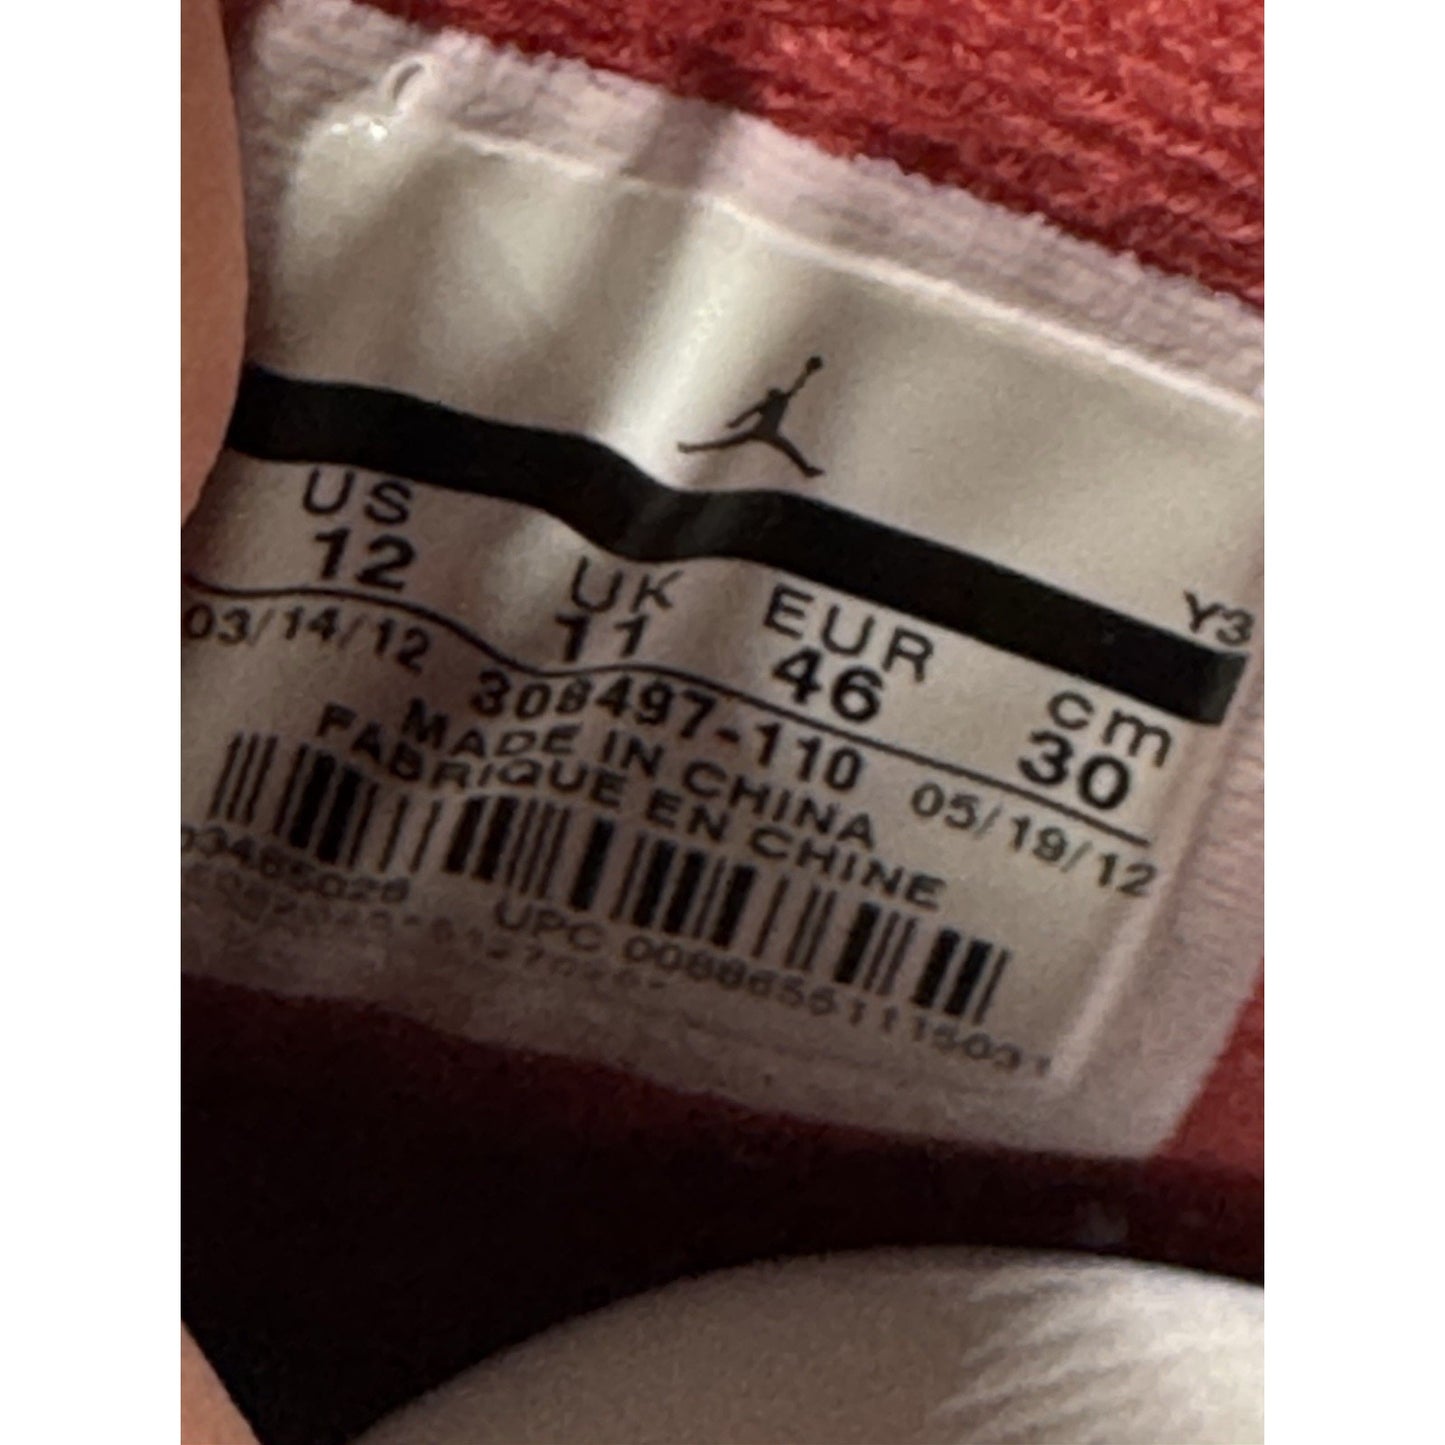 Y3
US UK EUR cm
12 11 46 30
03/14/12 308497-110 05/19/12
MADE IN CHINA
FABRIQUE EN CHINE
UPC 00886551115031